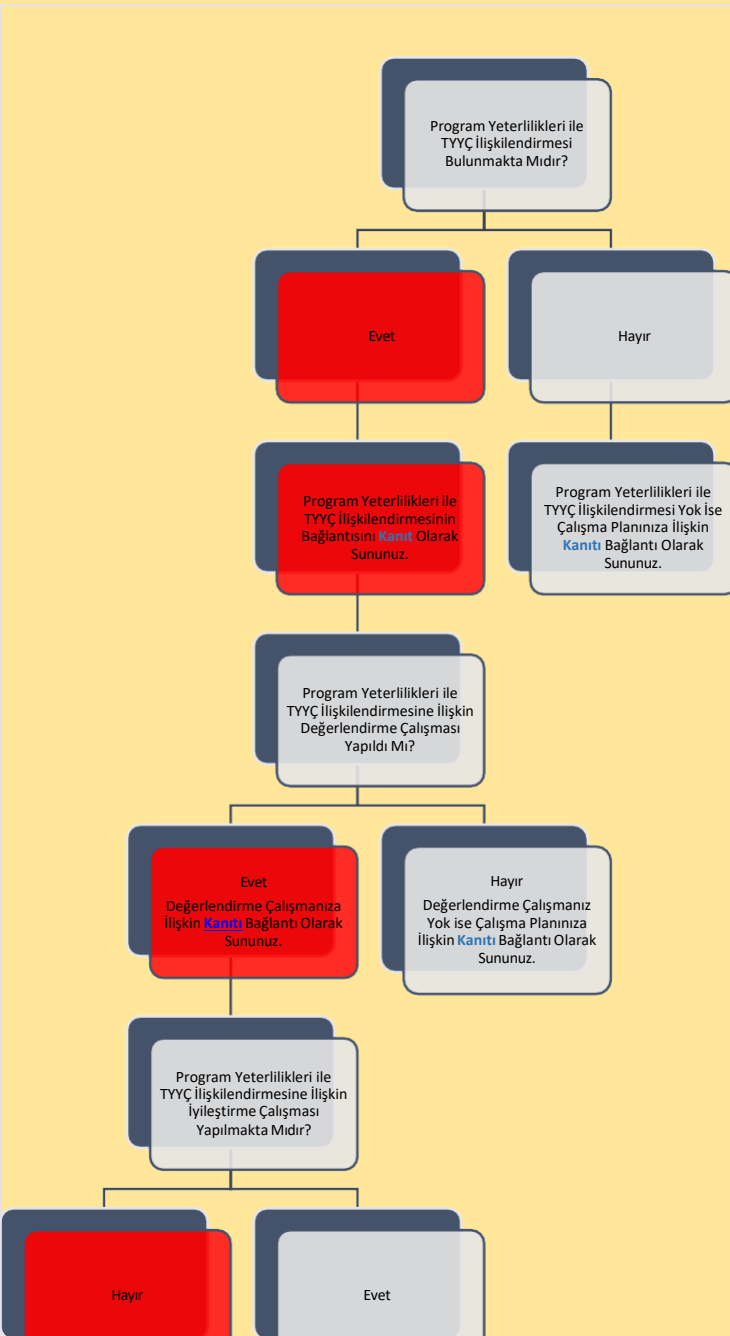 Program Yeterlilikleri ile
TYYÇ İlişkilendirmesi
Bulunmakta Mıdır?
Evet
Hayır
Program Yeterlilikleri ile
TYYÇ İlişkilendirmesinin
Bağlantısını Kanıt Olarak
Sununuz.
Program Yeterlilikleri ile
TYYÇ İlişkilendirmesi Yok İse
Çalışma Planınıza İlişkin
Kanıtı Bağlantı Olarak
Sununuz.
Program Yeterlilikleri ile
TYYÇ İlişkilendirmesine İlişkin
Değerlendirme Çalışması
Yapıldı Mı?
Evet
Değerlendirme Çalışmanıza
İlişkin Kanıtı Bağlantı Olarak
Sununuz.
Hayır
Değerlendirme Çalışmanız
Yok ise Çalışma Planınıza
İlişkin Kanıtı Bağlantı Olarak
Sununuz.
Program Yeterlilikleri ile
TYYÇ İlişkilendirmesine İlişkin
İyileştirme Çalışması
Yapılmakta Mıdır?
Hayır
Evet